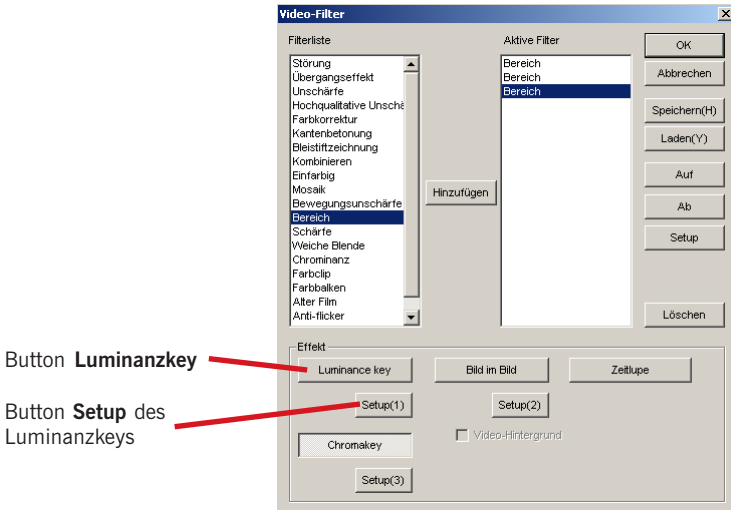 Video-Filter
Filterliste
Aktive Filter
Störung
Übergangseffekt
Unschärfe
Hochqualitative Unschä
Farbkorrektur
Kantenbetonung
Bleistiftzeichnung
Kombinieren
Einfarbig
Mosaik
Bewegungsunschärfe
Bereich
Schärfe
Weiche Blende
Chrominanz
Farbclip
Farbbalken
Alter Film
Anti-flicker
Hinzufügen
Bereich
Bereich
Bereich
OK
Abbrechen
Speichern(H)
Laden(Y)
Auf
Ab
Setup
Löschen
Effekt
Luminance key
Bild im Bild
Zeitlupe
Setup(1)
Setup(2)
Chromakey
Video-Hintergrund
Setup(3)
Button Luminanzkey
Button Setup des
Luminanzkeys